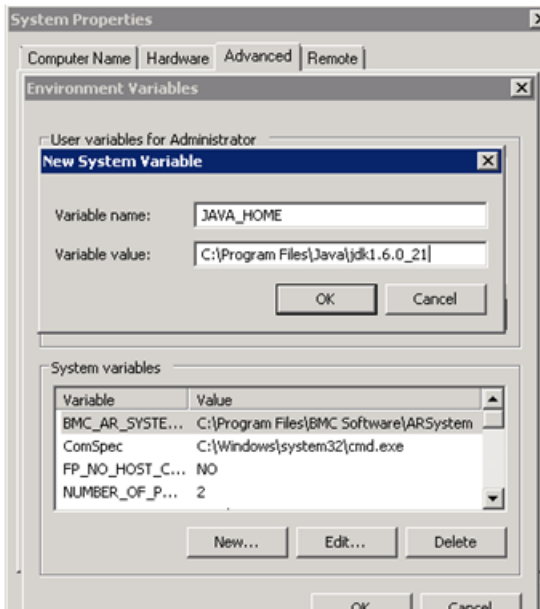 System Properties
Computer Name Hardware Advanced Remote
Environment Variables
User variables for Administrator
New System Variable
Variable name: JAVA_HOME
Variable value: C:\Program Files\Java\jdk1.6.0_21
OK Cancel
System variables
Variable Value
BMC_AR_SYSTE... C:\Program Files\BMC Software\ARSystem
ComSpec C:\Windows\system32\cmd.exe
FP_NO_HOST_C... NO
NUMBER_OF_P... 2
New... Edit... Delete
OK Cancel